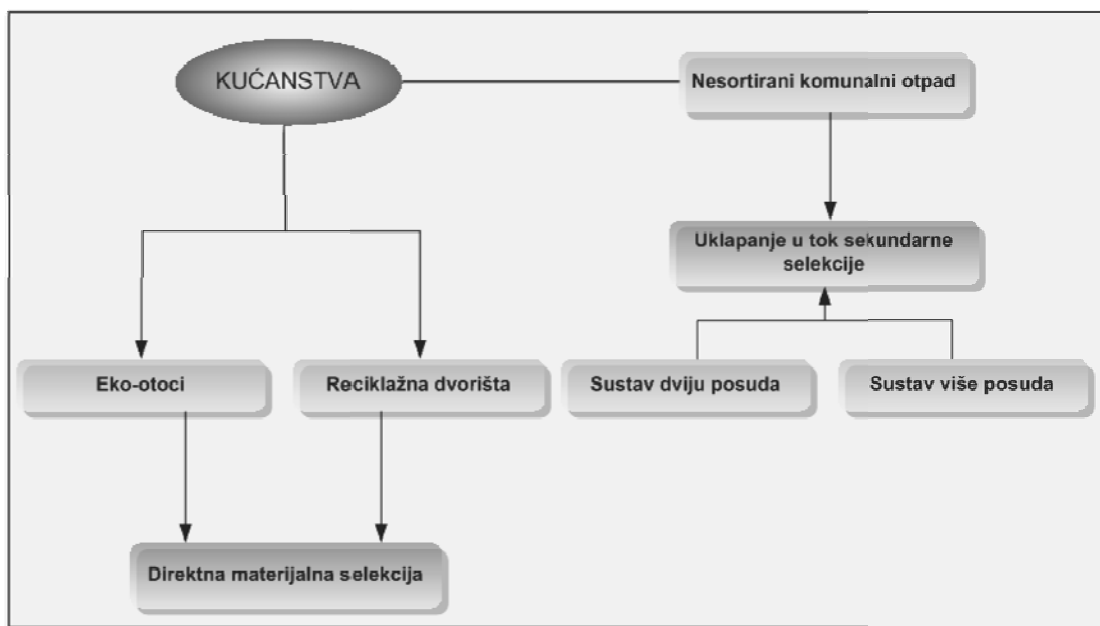 KUĆANSTVA
Nesortirani komunalni otpad
Uklapanje u tok sekundarne
selekcije
Eko-otoci
Reciklažna dvorišta
Sustav dviju posuda
Sustav više posuda
Direktna materijalna selekcija